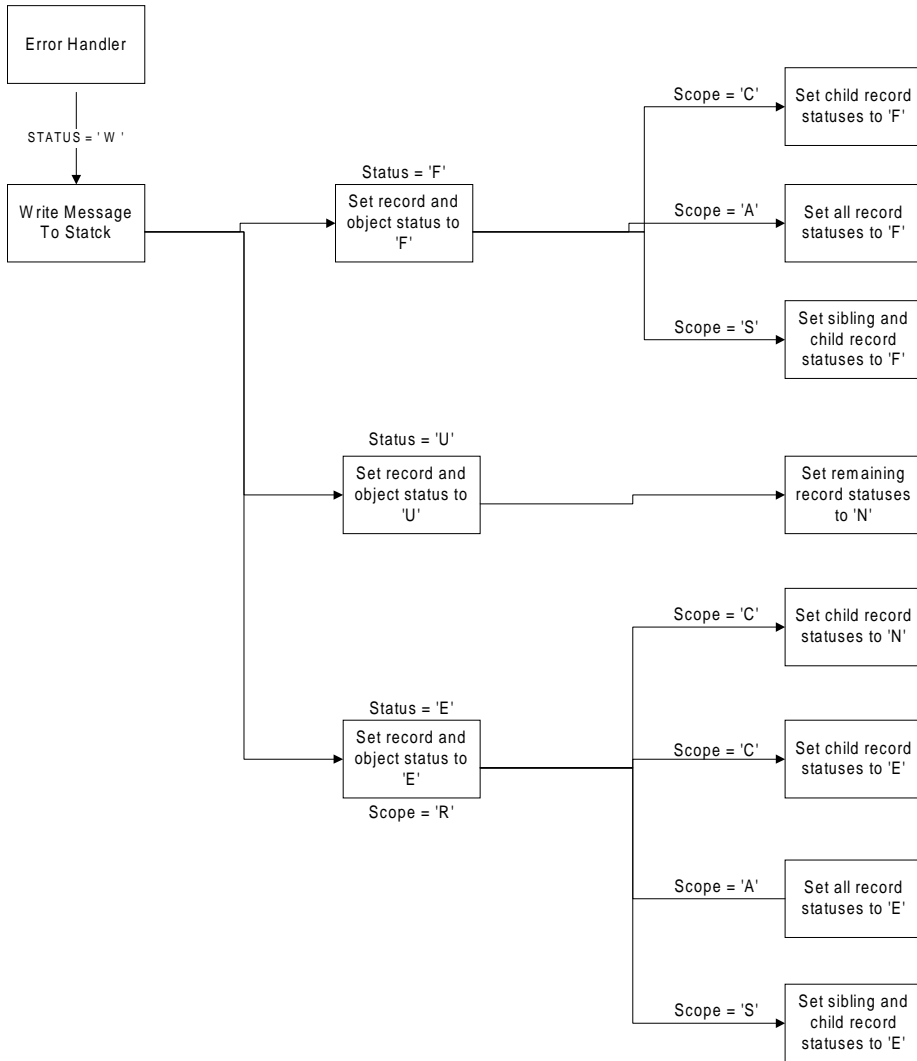 Error Handler
STATUS = 'W'
Write Message
To Statck
Status = 'F'
Set record and
object status to
'F'
Scope = 'C'
Set child record
statuses to 'F'
Scope = 'A'
Set all record
statuses to 'F'
Scope = 'S'
Set sibling and
child record
statuses to 'F'
Status = 'U'
Set record and
object status to
'U'
Set remaining
record statuses
to 'N'
Status = 'E'
Set record and
object status to
'E'
Scope = 'R'
Scope = 'C'
Set child record
statuses to 'N'
Scope = 'C'
Set child record
statuses to 'E'
Scope = 'A'
Set all record
statuses to 'E'
Scope = 'S'
Set sibling and
child record
statuses to 'E'